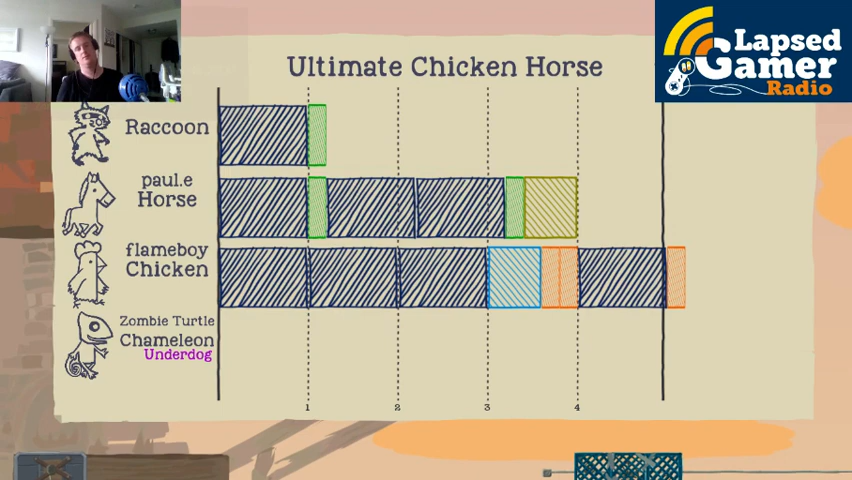 Lapsed
Gamer
Radio
Ultimate Chicken Horse
Raccoon
paul.e
Horse
flameboy
Chicken
Zombie Turtle
Chameleon
Underdog
1 2 3 4